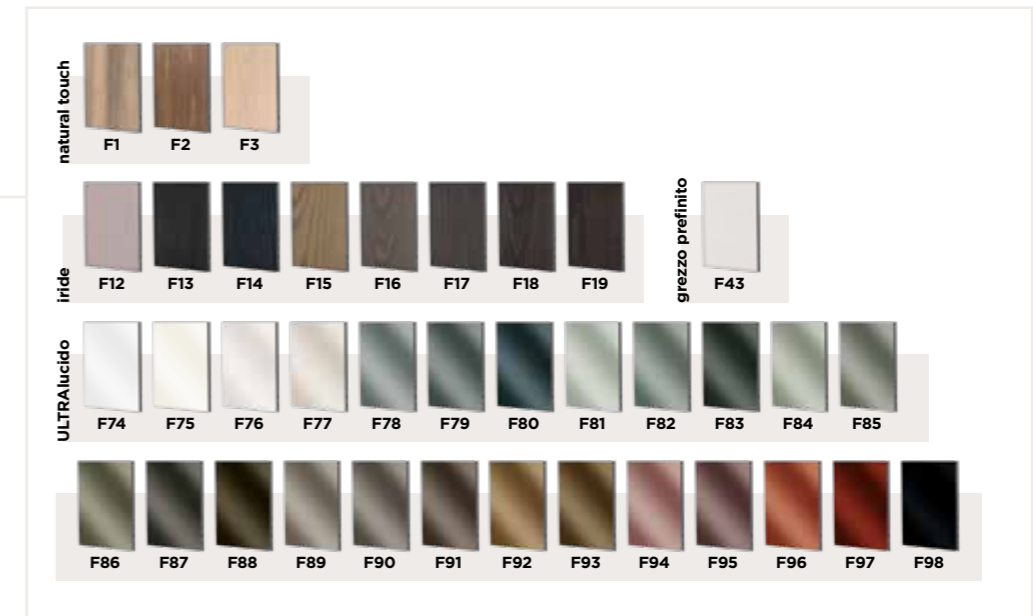 natural touch
F1 F2 F3
iride
F12 F13 F14 F15 F16 F17 F18 F19
grezzo prefinito
F43
ULTRAlucido
F74 F75 F76 F77 F78 F79 F80 F81 F82 F83 F84 F85
F86 F87 F88 F89 F90 F91 F92 F93 F94 F95 F96 F97 F98